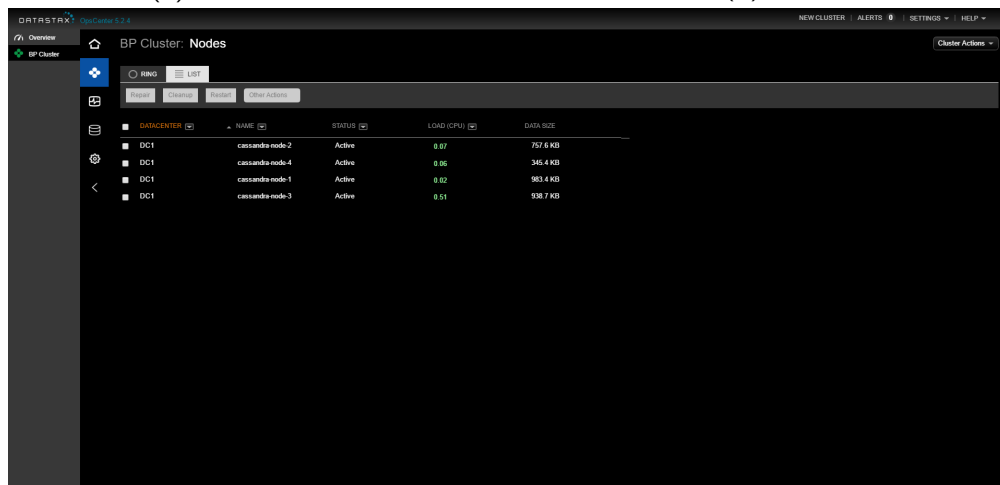 DATASTAX OpsCenter 5.2.4
NEW CLUSTER | ALERTS 0 | SETTINGS | HELP
Overview
BP Cluster
BP Cluster: Nodes
Cluster Actions
RING LIST
Repair Cleanup Restart Other Actions
DATACENTER NAME STATUS LOAD (CPU) DATA SIZE
DC1 cassandra-node-2 Active 0.07 757.6 KB
DC1 cassandra-node-4 Active 0.06 345.4 KB
DC1 cassandra-node-1 Active 0.02 983.4 KB
DC1 cassandra-node-3 Active 0.51 938.7 KB